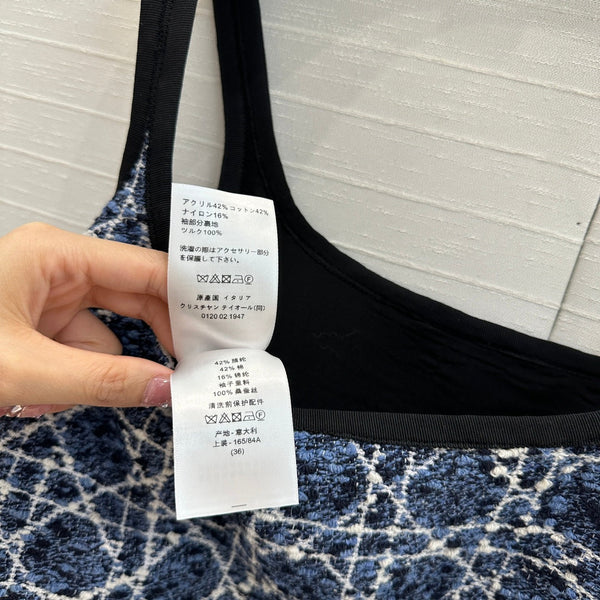 アクリル42% コットン42%
ナイロン16%
袖部分裏地
ツルク100%
洗濯の際はアクセサリー部分
を保護して下さい。
原産国 イタリア
クリスチャン テイオール(同)
0120 02 1947
42% 腈纶
42% 棉
16% 锦纶
袖子里料
100% 桑蚕丝
清洗前保护配件
产地-意大利
上装-165/84A
(36)